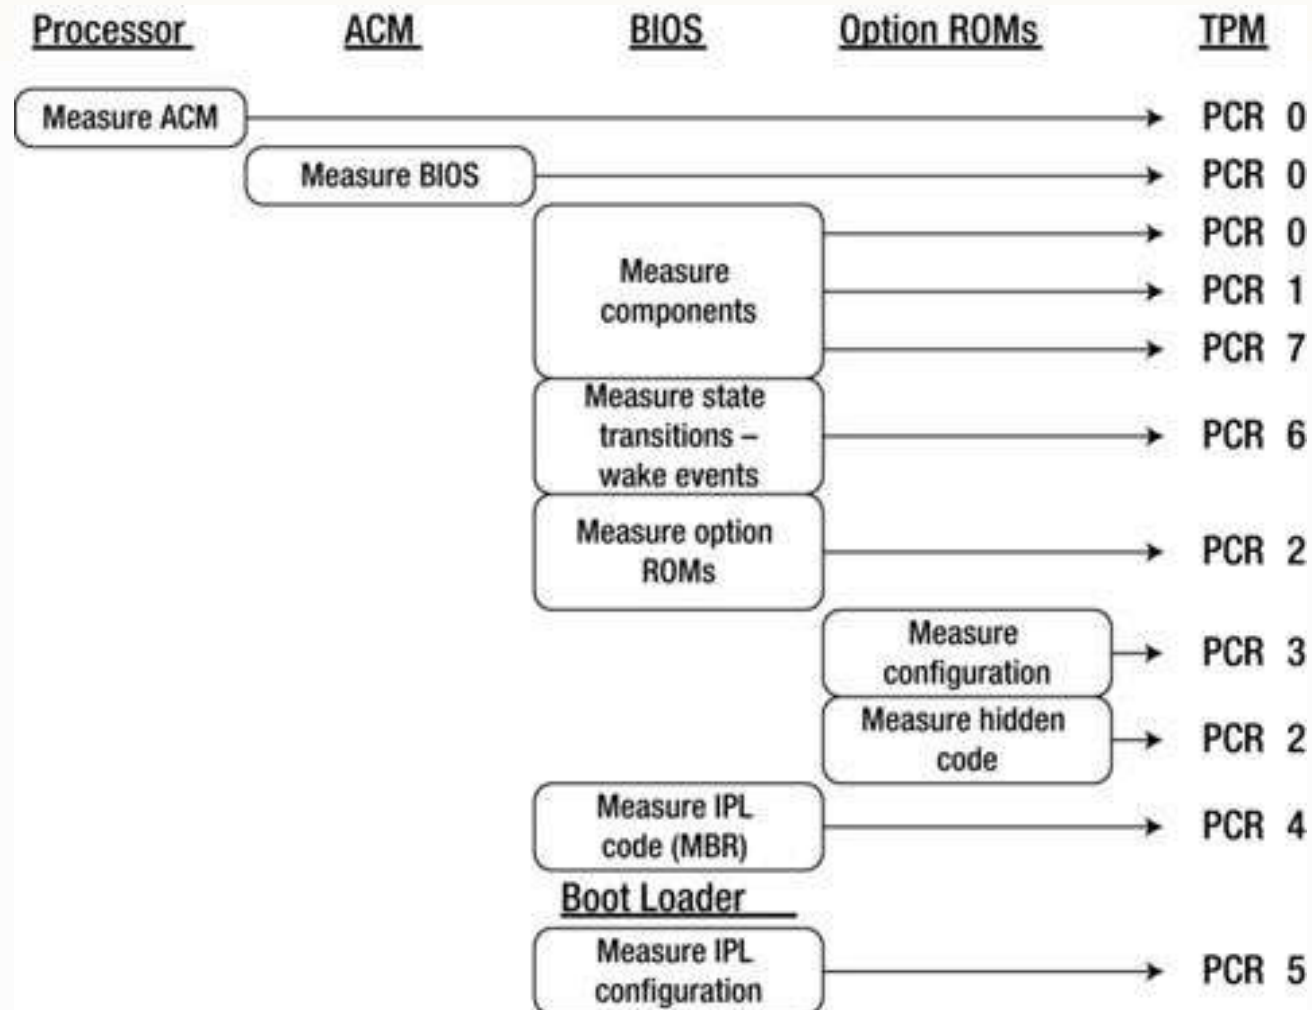 Processor ACM BIOS Option ROMs TPM
Measure ACM PCR 0
Measure BIOS PCR 0
PCR 0
Measure
components PCR 1
PCR 7
Measure state
transitions – PCR 6
wake events
Measure option
ROMs PCR 2
Measure
configuration PCR 3
Measure hidden
code PCR 2
Measure IPL
code (MBR) PCR 4
Boot Loader
Measure IPL
configuration PCR 5